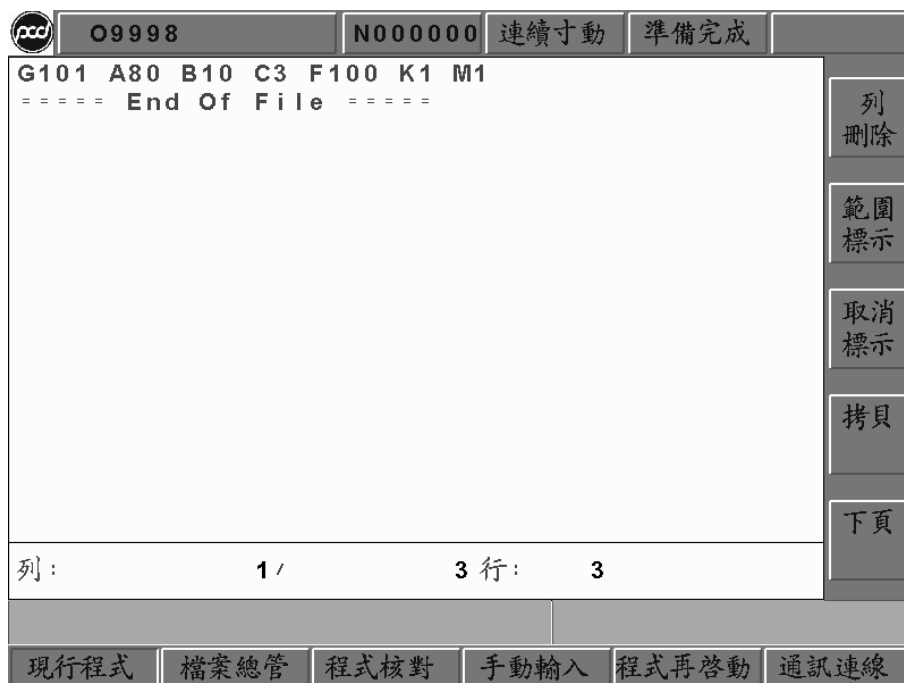 pcd O9998 N000000 連續寸動 準備完成
G101 A80 B10 C3 F100 K1 M1
===== End Of File =====
列
刪除
範圍
標示
取消
標示
拷貝
下頁
列: 1/ 3 行: 3
現行程式 檔案總管 程式核對 手動輸入 程式再啓動 通訊連線